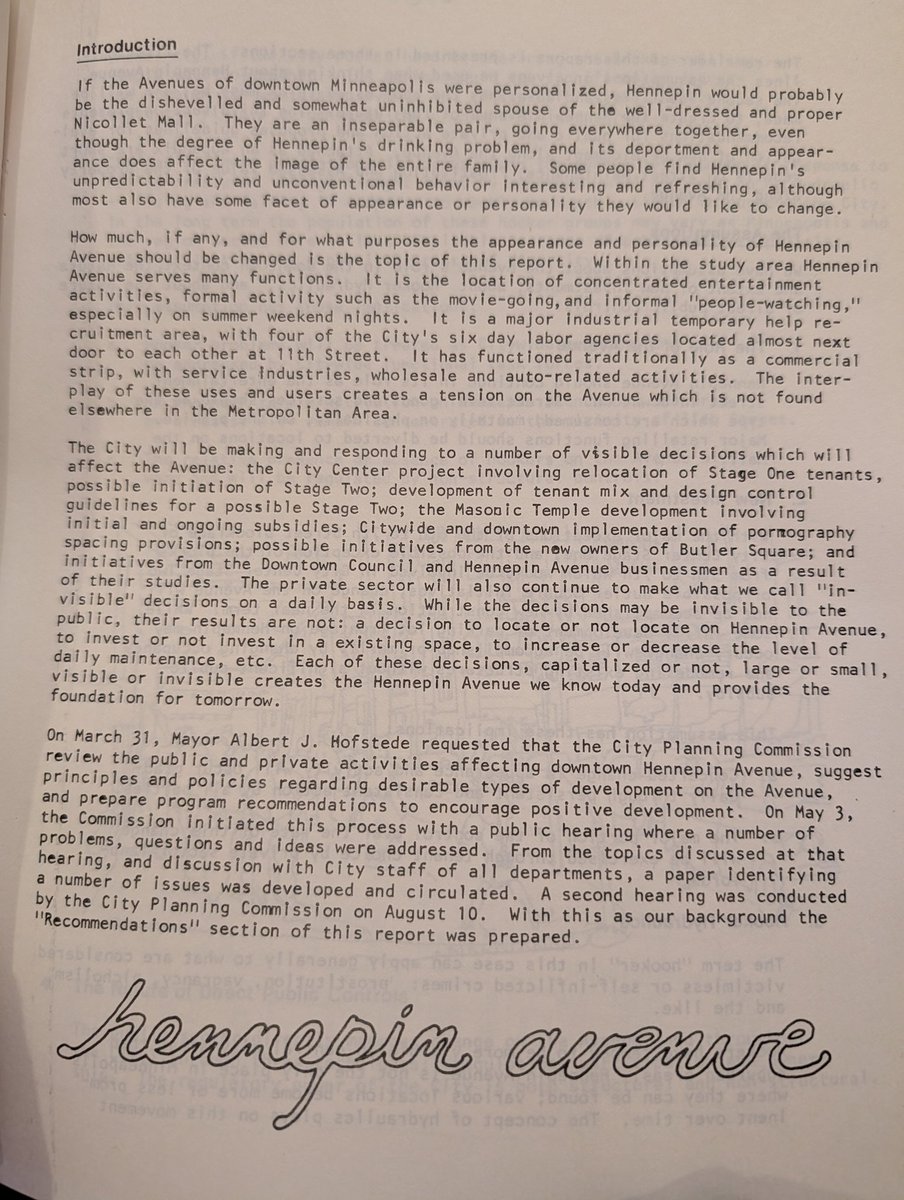 Introduction
If the Avenues of downtown Minneapolis were personalized, Hennepin would probably
be the dishevelled and somewhat uninhibited spouse of the well-dressed and proper
Nicollet Mall. They are an inseparable pair, going everywhere together, even
though the degree of Hennepin's drinking problem, and its deportment and appear-
ance does affect the image of the entire family. Some people find Hennepin's
unpredictability and unconventional behavior interesting and refreshing, although
most also have some facet of appearance or personality they would like to change.
How much, if any, and for what purposes the appearance and personality of Hennepin
Avenue should be changed is the topic of this report. Within the study area Hennepin
Avenue serves many functions. It is the location of concentrated entertainment
activities, formal activity such as the movie-going, and informal "people-watching,"
especially on summer weekend nights. It is a major industrial temporary help re-
cruitment area, with four of the City's six day labor agencies located almost next
door to each other at 11th Street. It has functioned traditionally as a commercial
strip, with service industries, wholesale and auto-related activities. The inter-
play of these uses and users creates a tension on the Avenue which is not found
elsewhere in the Metropolitan Area.
The City will be making and responding to a number of visible decisions which will
affect the Avenue: the City Center project involving relocation of Stage One tenants,
possible initiation of Stage Two; development of tenant mix and design control
guidelines for a possible Stage Two; the Masonic Temple development involving
initial and ongoing subsidies; Citywide and downtown implementation of pornography
spacing provisions; possible initiatives from the new owners of Butler Square; and
initiatives from the Downtown Council and Hennepin Avenue businessmen as a result
of their studies. The private sector will also continue to make what we call "in-
visible" decisions on a daily basis. While the decisions may be invisible to the
public, their results are not: a decision to locate or not locate on Hennepin Avenue,
to invest or not invest in a existing space, to increase or decrease the level of
daily maintenance, etc. Each of these decisions, capitalized or not, large or small,
visible or invisible creates the Hennepin Avenue we know today and provides the
foundation for tomorrow.
On March 31, Mayor Albert J. Hofstede requested that the City Planning Commission
review the public and private activities affecting downtown Hennepin Avenue, suggest
principles and policies regarding desirable types of development on the Avenue,
and prepare program recommendations to encourage positive development. On May 3,
the Commission initiated this process with a public hearing where a number of
problems, questions and ideas were addressed. From the topics discussed at that
hearing, and discussion with City staff of all departments, a paper identifying
a number of issues was developed and circulated. A second hearing was conducted
by the City Planning Commission on August 10. With this as our background the
"Recommendations" section of this report was prepared.
hennepin avenue